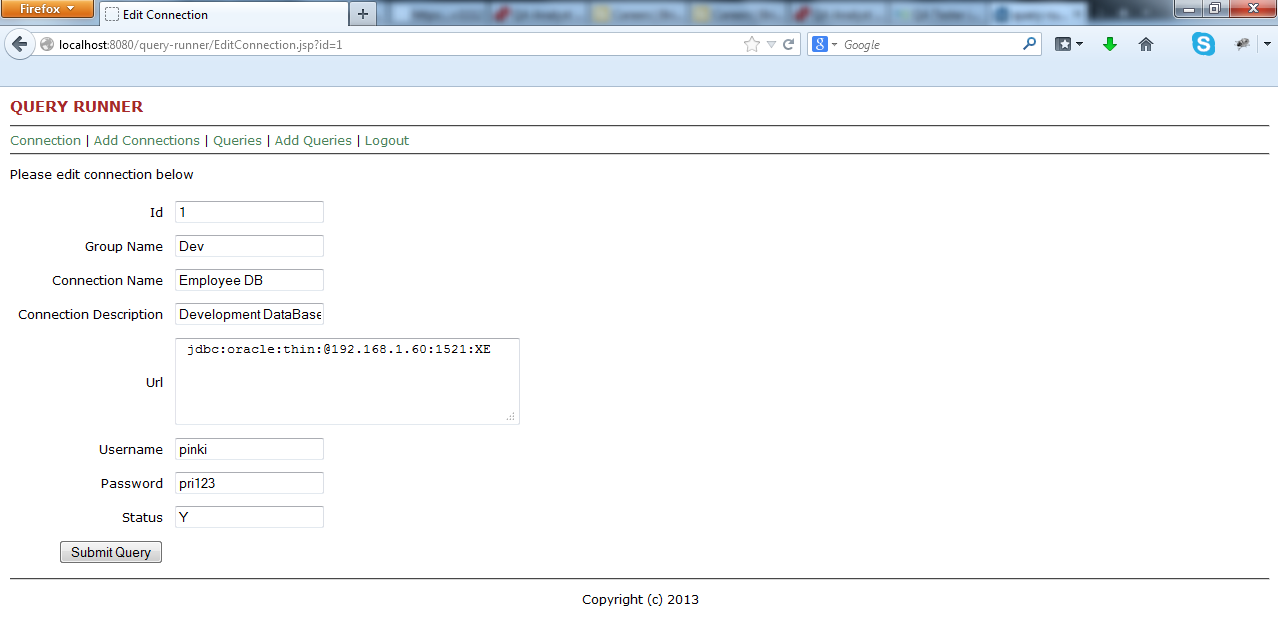 Firefox
Edit Connection
localhost:8080/query-runner/EditConnection.jsp?id=1
Google
QUERY RUNNER
Connection | Add Connections | Queries | Add Queries | Logout
Please edit connection below
Id 1
Group Name Dev
Connection Name Employee DB
Connection Description Development DataBase
Url jdbc:oracle:thin:@192.168.1.60:1521:XE
Username pinki
Password pri123
Status Y
Submit Query
Copyright (c) 2013